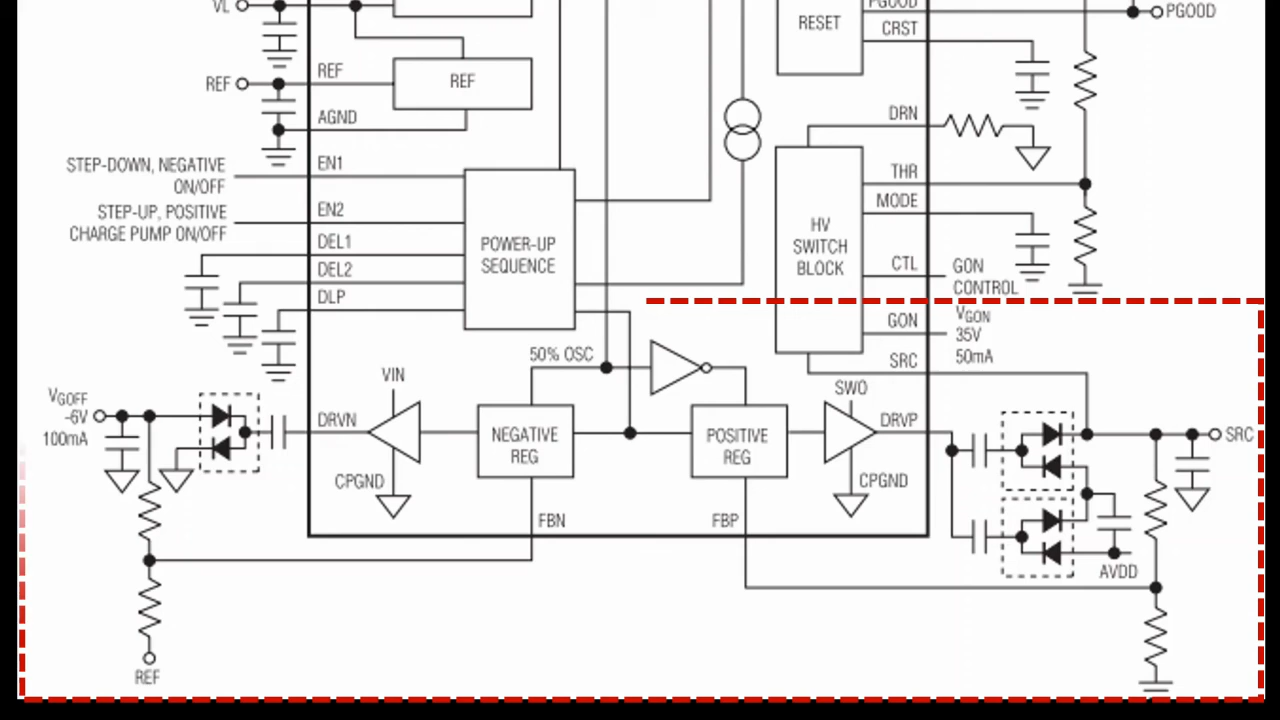 VL
PGOOD
PGOOD
RESET
CRST
REF
REF
REF
AGND
DRN
STEP-DOWN, NEGATIVE
ON/OFF
EN1
THR
STEP-UP, POSITIVE
CHARGE PUMP ON/OFF
EN2
MODE
DEL1
POWER-UP
SEQUENCE
HV
SWITCH
BLOCK
DEL2
CTL
GON
CONTROL
DLP
GON
VGON
35V
50mA
50% OSC
SRC
VIN
SWO
VGOFF
-6V
100mA
DRVN
NEGATIVE
REG
POSITIVE
REG
DRVP
SRC
CPGND
CPGND
FBN
FBP
AVDD
REF